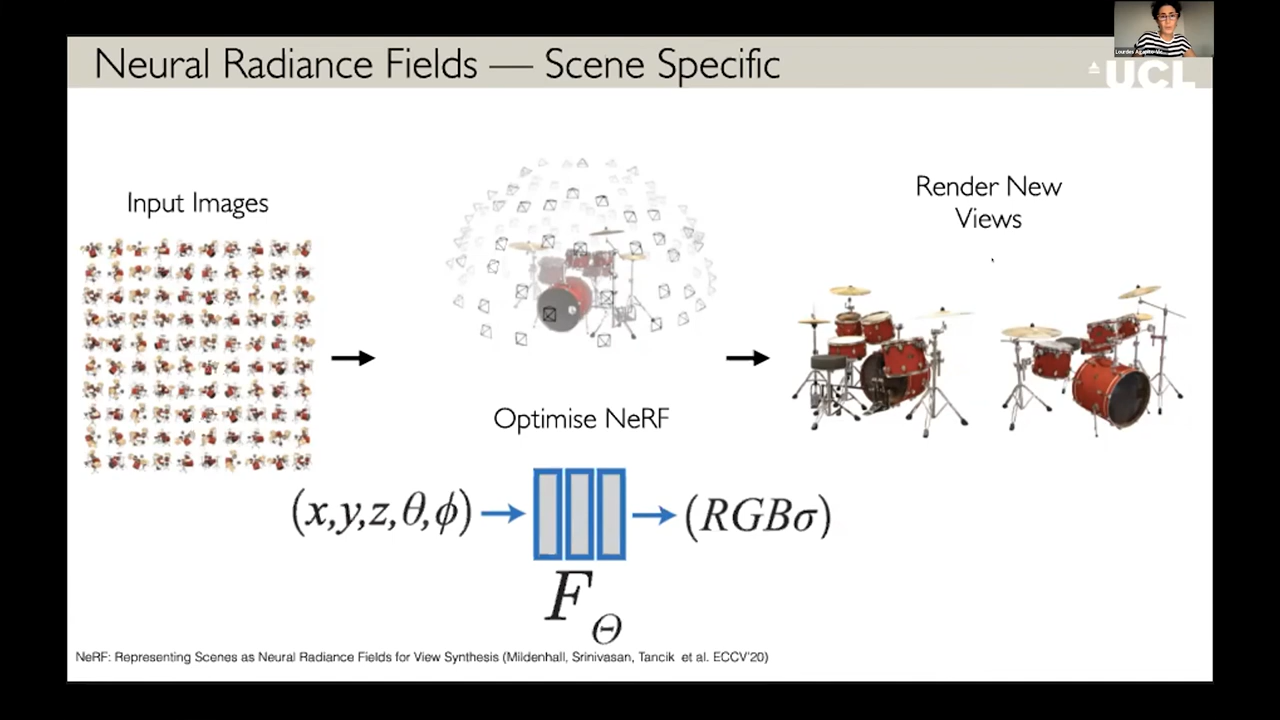 Neural Radiance Fields — Scene Specific
UCL
Input Images
Render New
Views
Optimise NeRF
(x,y,z,θ,ϕ)
(RGBσ)
F
Θ
NeRF: Representing Scenes as Neural Radiance Fields for View Synthesis (Mildenhall, Srinivasan, Tancik et al. ECCV'20)